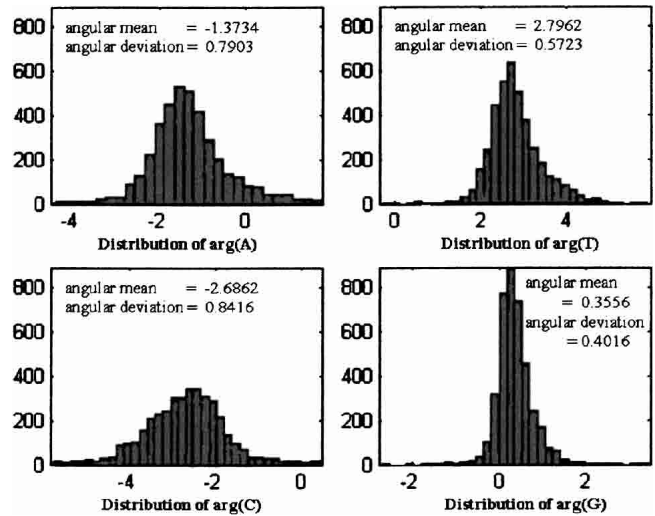 800
600
400
200
0
angular mean = -1.3734
angular deviation = 0.7903
-4 -2 0
Distribution of arg(A)
800
600
400
200
0
angular mean = 2.7962
angular deviation = 0.5723
0 2 4
Distribution of arg(T)
800
600
400
200
0
angular mean = -2.6862
angular deviation = 0.8416
-4 -2 0
Distribution of arg(C)
800
600
400
200
0
angular mean
= 0.3556
angular deviation
= 0.4016
-2 0 2
Distribution of arg(G)